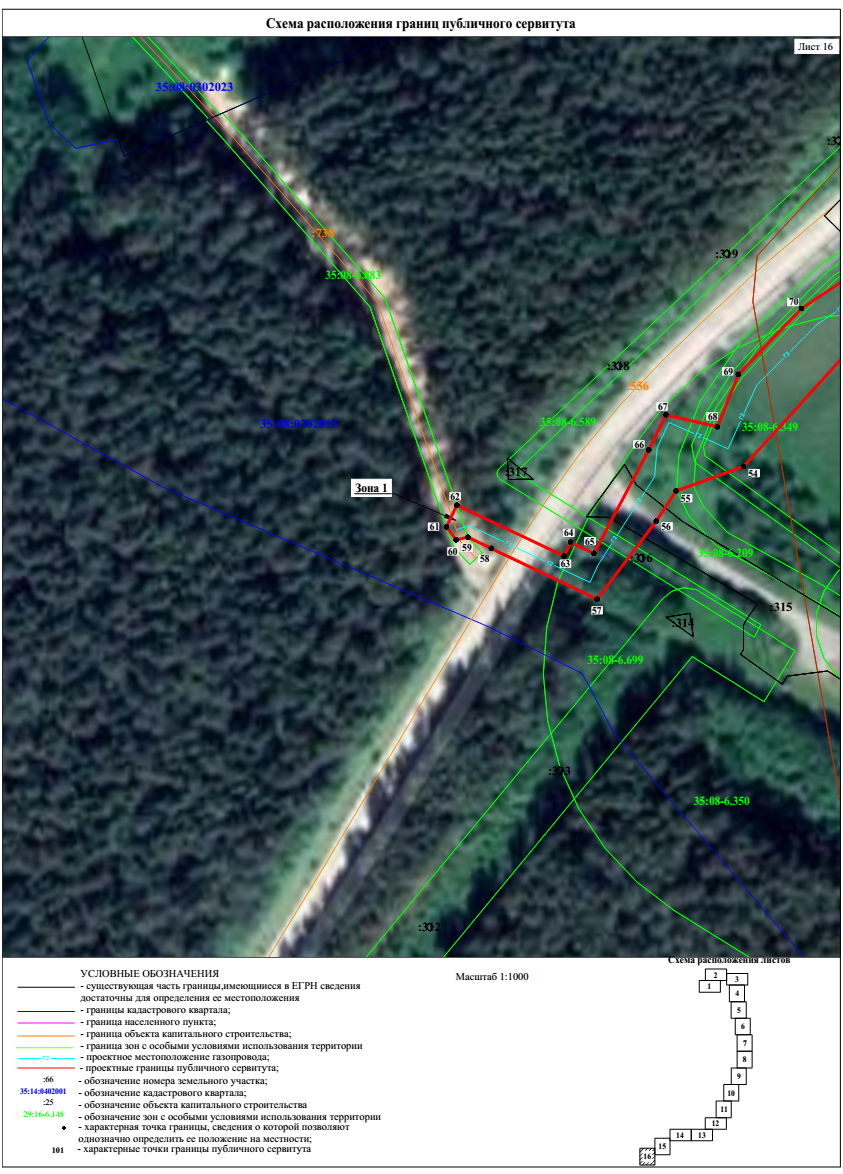 Схема расположения границ публичного сервитута
Лист 16
35:08:0302023
:319
:738
35:08-6.383
70
:318
69
:556
67
68
35:08-6.589
35:08-6.349
35:08:0302015
66
:317
54
Зона 1
62
55
61
56
64
60
59
65
35:08-6.209
58
63
:316
57
:315
:314
35:08-6.699
:313
35:08-6.350
:312
УСЛОВНЫЕ ОБОЗНАЧЕНИЯ
- существующая часть границы,имеющиеся в ЕГРН сведения
достаточны для определения ее местоположения
- границы кадастрового квартала;
- граница населенного пункта;
- граница объекта капитального строительства;
- граница зон с особыми условиями использования территории
- проектное местоположение газопровода;
- проектные границы публичного сервитута;
:66 - обозначение номера земельного участка;
35:14:0402001 - обозначение кадастрового квартала;
:25 - обозначение объекта капитального строительства
29:16-6.148 - обозначение зон с особыми условиями использования территории
- характерная точка границы, сведения о которой позволяют
однозначно определить ее положение на местности;
101 - характерные точки границы публичного сервитута
Масштаб 1:1000
Схема расположения листов
2
3
1
4
5
6
7
8
9
10
11
12
14
13
15
16